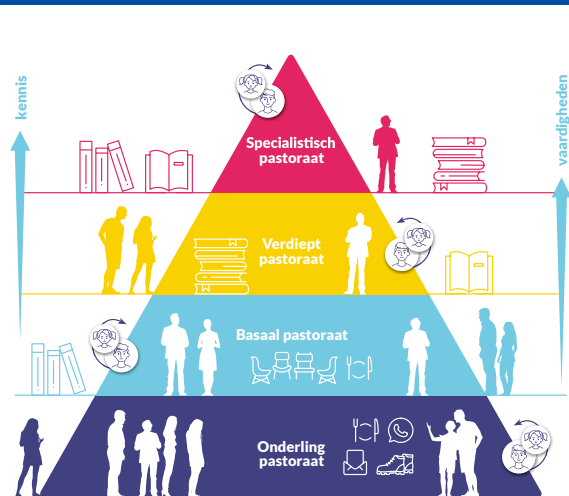 kennis
vaardigheden
Specialistisch
pastoraat
Verdiept
pastoraat
Basaal pastoraat
Onderling
pastoraat